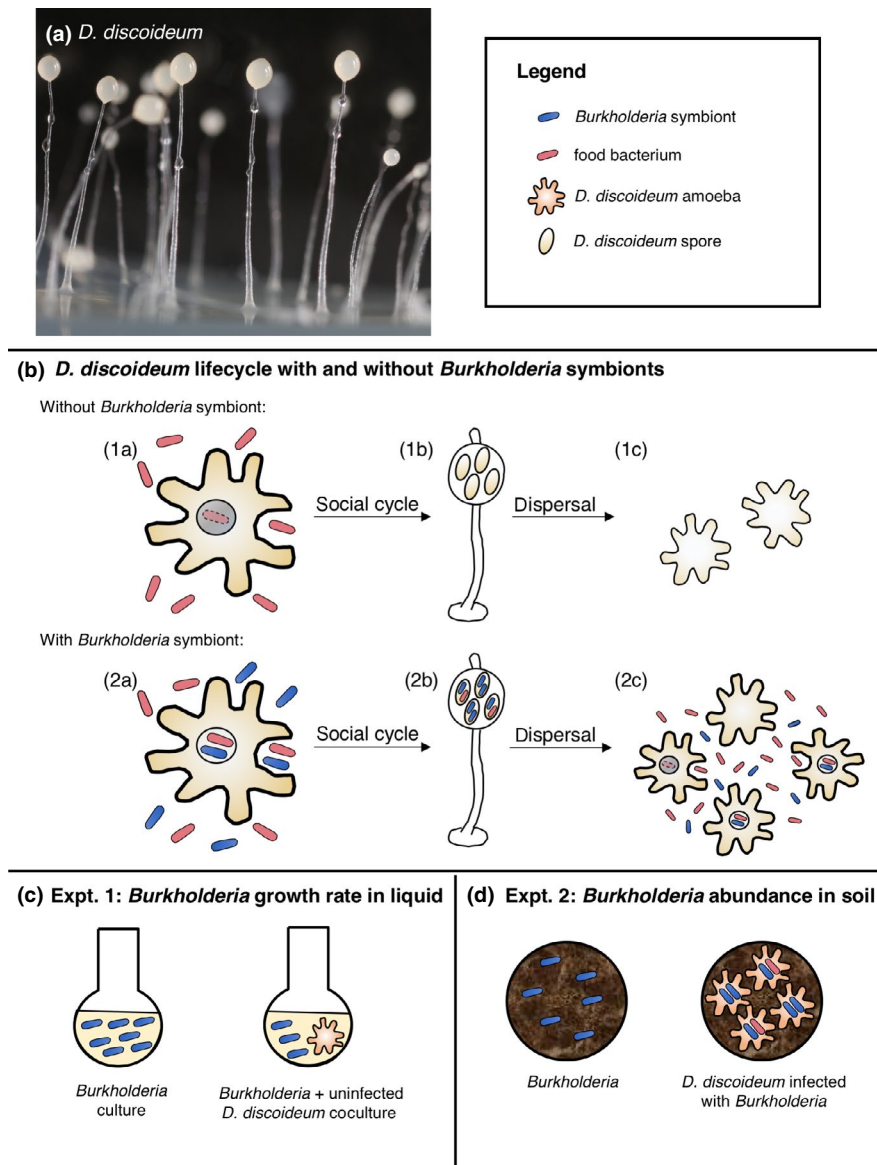 (a) D. discoideum
Legend
Burkholderia symbiont
food bacterium
D. discoideum amoeba
D. discoideum spore
(b) D. discoideum lifecycle with and without Burkholderia symbionts
Without Burkholderia symbiont:
(1a)
(1b)
(1c)
Social cycle
Dispersal
With Burkholderia symbiont:
(2a)
(2b)
(2c)
Social cycle
Dispersal
(c) Expt. 1: Burkholderia growth rate in liquid
Burkholderia
culture
Burkholderia + uninfected
D. discoideum coculture
(d) Expt. 2: Burkholderia abundance in soil
Burkholderia
D. discoideum infected
with Burkholderia